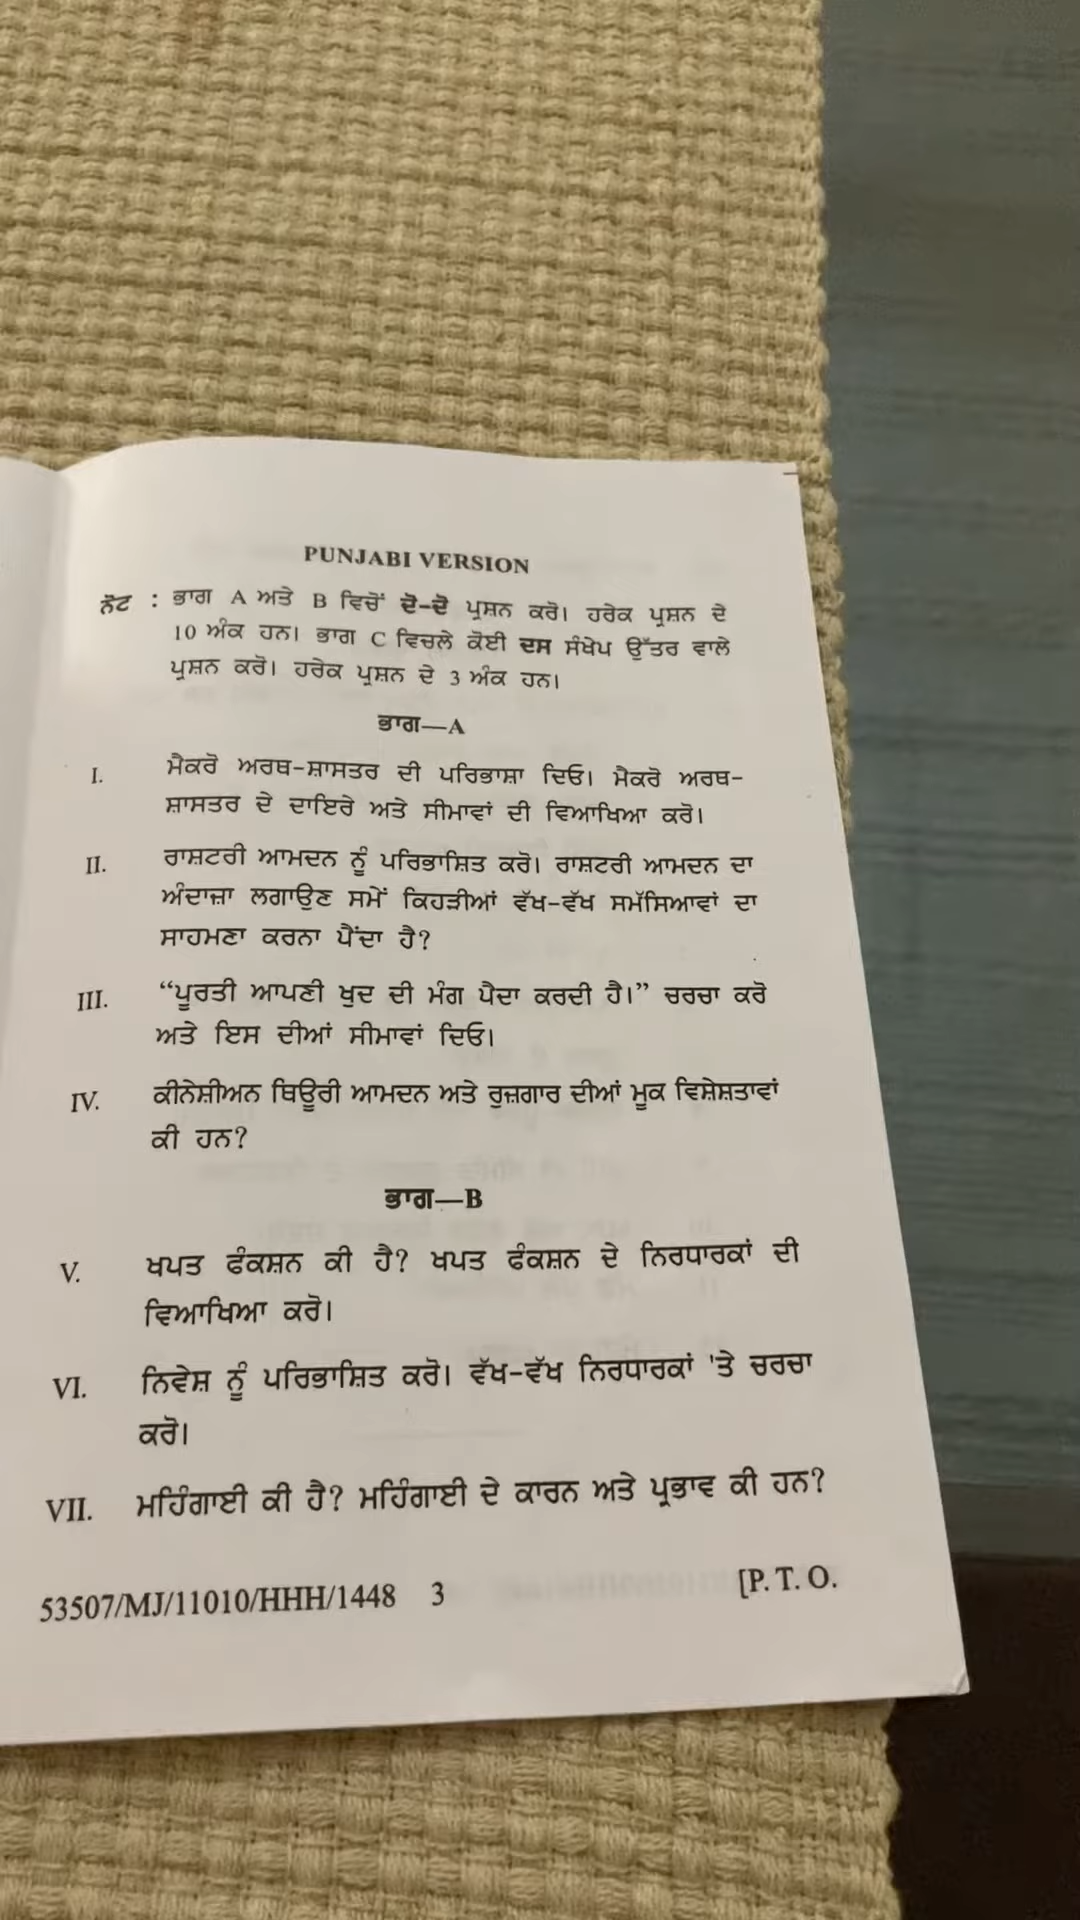 PUNJABI VERSION
ਨੋਟ : ਭਾਗ A ਅਤੇ B ਵਿਚੋਂ ਦੋ-ਦੋ ਪ੍ਰਸ਼ਨ ਕਰੋ। ਹਰੇਕ ਪ੍ਰਸ਼ਨ ਦੇ
10 ਅੰਕ ਹਨ। ਭਾਗ C ਵਿਚਲੇ ਕੋਈ ਦਸ ਸੰਖੇਪ ਉੱਤਰ ਵਾਲੇ
ਪ੍ਰਸ਼ਨ ਕਰੋ। ਹਰੇਕ ਪ੍ਰਸ਼ਨ ਦੇ 3 ਅੰਕ ਹਨ।
ਭਾਗ—A
I. ਮੈਕਰੋ ਅਰਥ-ਸ਼ਾਸਤਰ ਦੀ ਪਰਿਭਾਸ਼ਾ ਦਿਓ। ਮੈਕਰੋ ਅਰਥ-
ਸ਼ਾਸਤਰ ਦੇ ਦਾਇਰੇ ਅਤੇ ਸੀਮਾਵਾਂ ਦੀ ਵਿਆਖਿਆ ਕਰੋ।
II. ਰਾਸ਼ਟਰੀ ਆਮਦਨ ਨੂੰ ਪਰਿਭਾਸ਼ਿਤ ਕਰੋ। ਰਾਸ਼ਟਰੀ ਆਮਦਨ ਦਾ
ਅੰਦਾਜ਼ਾ ਲਗਾਉਣ ਸਮੇਂ ਕਿਹੜੀਆਂ ਵੱਖ-ਵੱਖ ਸਮੱਸਿਆਵਾਂ ਦਾ
ਸਾਹਮਣਾ ਕਰਨਾ ਪੈਂਦਾ ਹੈ?
III. “ਪੂਰਤੀ ਆਪਣੀ ਖੁਦ ਦੀ ਮੰਗ ਪੈਦਾ ਕਰਦੀ ਹੈ।” ਚਰਚਾ ਕਰੋ
ਅਤੇ ਇਸ ਦੀਆਂ ਸੀਮਾਵਾਂ ਦਿਓ।
IV. ਕੀਨੇਸ਼ੀਅਨ ਥਿਊਰੀ ਆਮਦਨ ਅਤੇ ਰੁਜ਼ਗਾਰ ਦੀਆਂ ਮੂਕ ਵਿਸ਼ੇਸ਼ਤਾਵਾਂ
ਕੀ ਹਨ?
ਭਾਗ—B
V. ਖਪਤ ਫੰਕਸ਼ਨ ਕੀ ਹੈ? ਖਪਤ ਫੰਕਸ਼ਨ ਦੇ ਨਿਰਧਾਰਕਾਂ ਦੀ
ਵਿਆਖਿਆ ਕਰੋ।
VI. ਨਿਵੇਸ਼ ਨੂੰ ਪਰਿਭਾਸ਼ਿਤ ਕਰੋ। ਵੱਖ-ਵੱਖ ਨਿਰਧਾਰਕਾਂ 'ਤੇ ਚਰਚਾ
ਕਰੋ।
VII. ਮਹਿੰਗਾਈ ਕੀ ਹੈ? ਮਹਿੰਗਾਈ ਦੇ ਕਾਰਨ ਅਤੇ ਪ੍ਰਭਾਵ ਕੀ ਹਨ?
53507/MJ/11010/HHH/1448 3 [P. T. O.